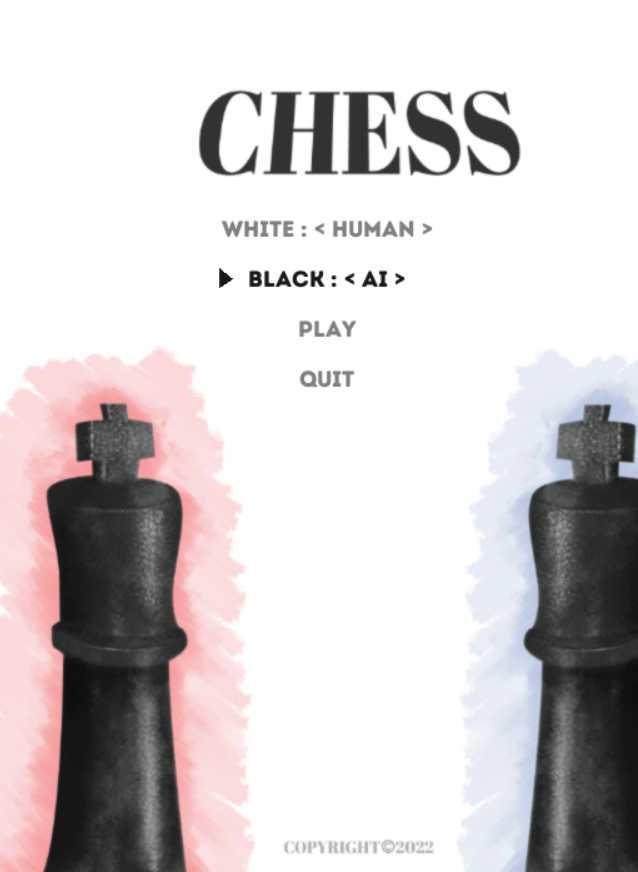 CHESS
WHITE : < HUMAN >
BLACK : < AI >
PLAY
QUIT
COPYRIGHT©2022